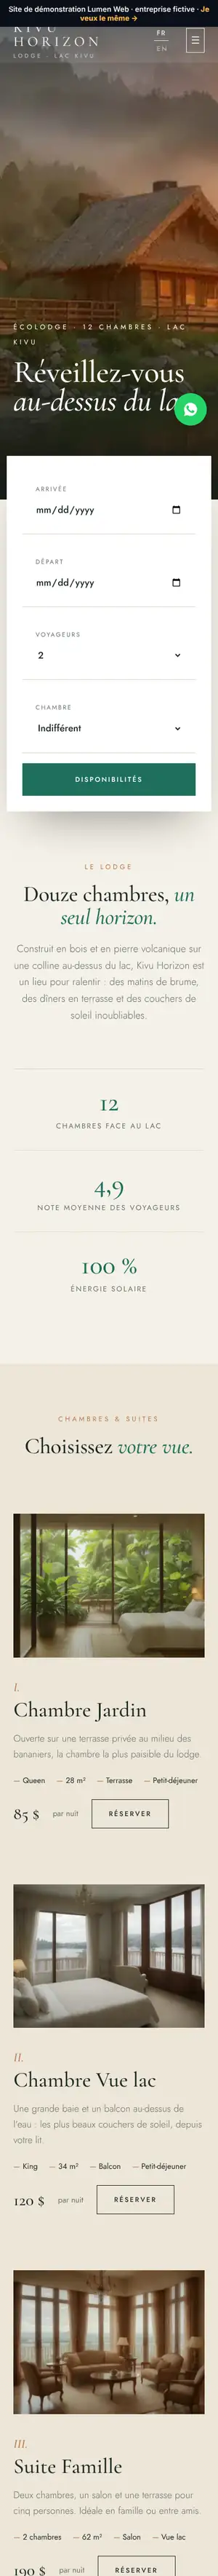 Site de démonstration Lumen Web · entreprise fictive · Je
veux le même →
KIVU
HORIZON
LODGE · LAC KIVU
FR
EN
ÉCOLODGE · 12 CHAMBRES · LAC
KIVU
Réveillez-vous
au-dessus du la
ARRIVÉE
mm/dd/yyyy
DÉPART
mm/dd/yyyy
VOYAGEURS
2
CHAMBRE
Indifférent
DISPONIBILITÉS
LE LODGE
Douze chambres, un
seul horizon.
Construit en bois et en pierre volcanique sur
une colline au-dessus du lac, Kivu Horizon est
un lieu pour ralentir : des matins de brume,
des dîners en terrasse et des couchers de
soleil inoubliables.
12
CHAMBRES FACE AU LAC
4,9
NOTE MOYENNE DES VOYAGEURS
100 %
ÉNERGIE SOLAIRE
CHAMBRES & SUITES
Choisissez votre vue.
I.
Chambre Jardin
Ouverte sur une terrasse privée au milieu des
bananiers, la chambre la plus paisible du lodge.
— Queen — 28 m² — Terrasse — Petit-déjeuner
85 $ par nuit RÉSERVER
II.
Chambre Vue lac
Une grande baie et un balcon au-dessus de
l'eau : les plus beaux couchers de soleil, depuis
votre lit.
— King — 34 m² — Balcon — Petit-déjeuner
120 $ par nuit RÉSERVER
III.
Suite Famille
Deux chambres, un salon et une terrasse pour
cinq personnes. Idéale en famille ou entre amis.
— 2 chambres — 62 m² — Salon — Vue lac
190 $ par nuit RÉSERVER